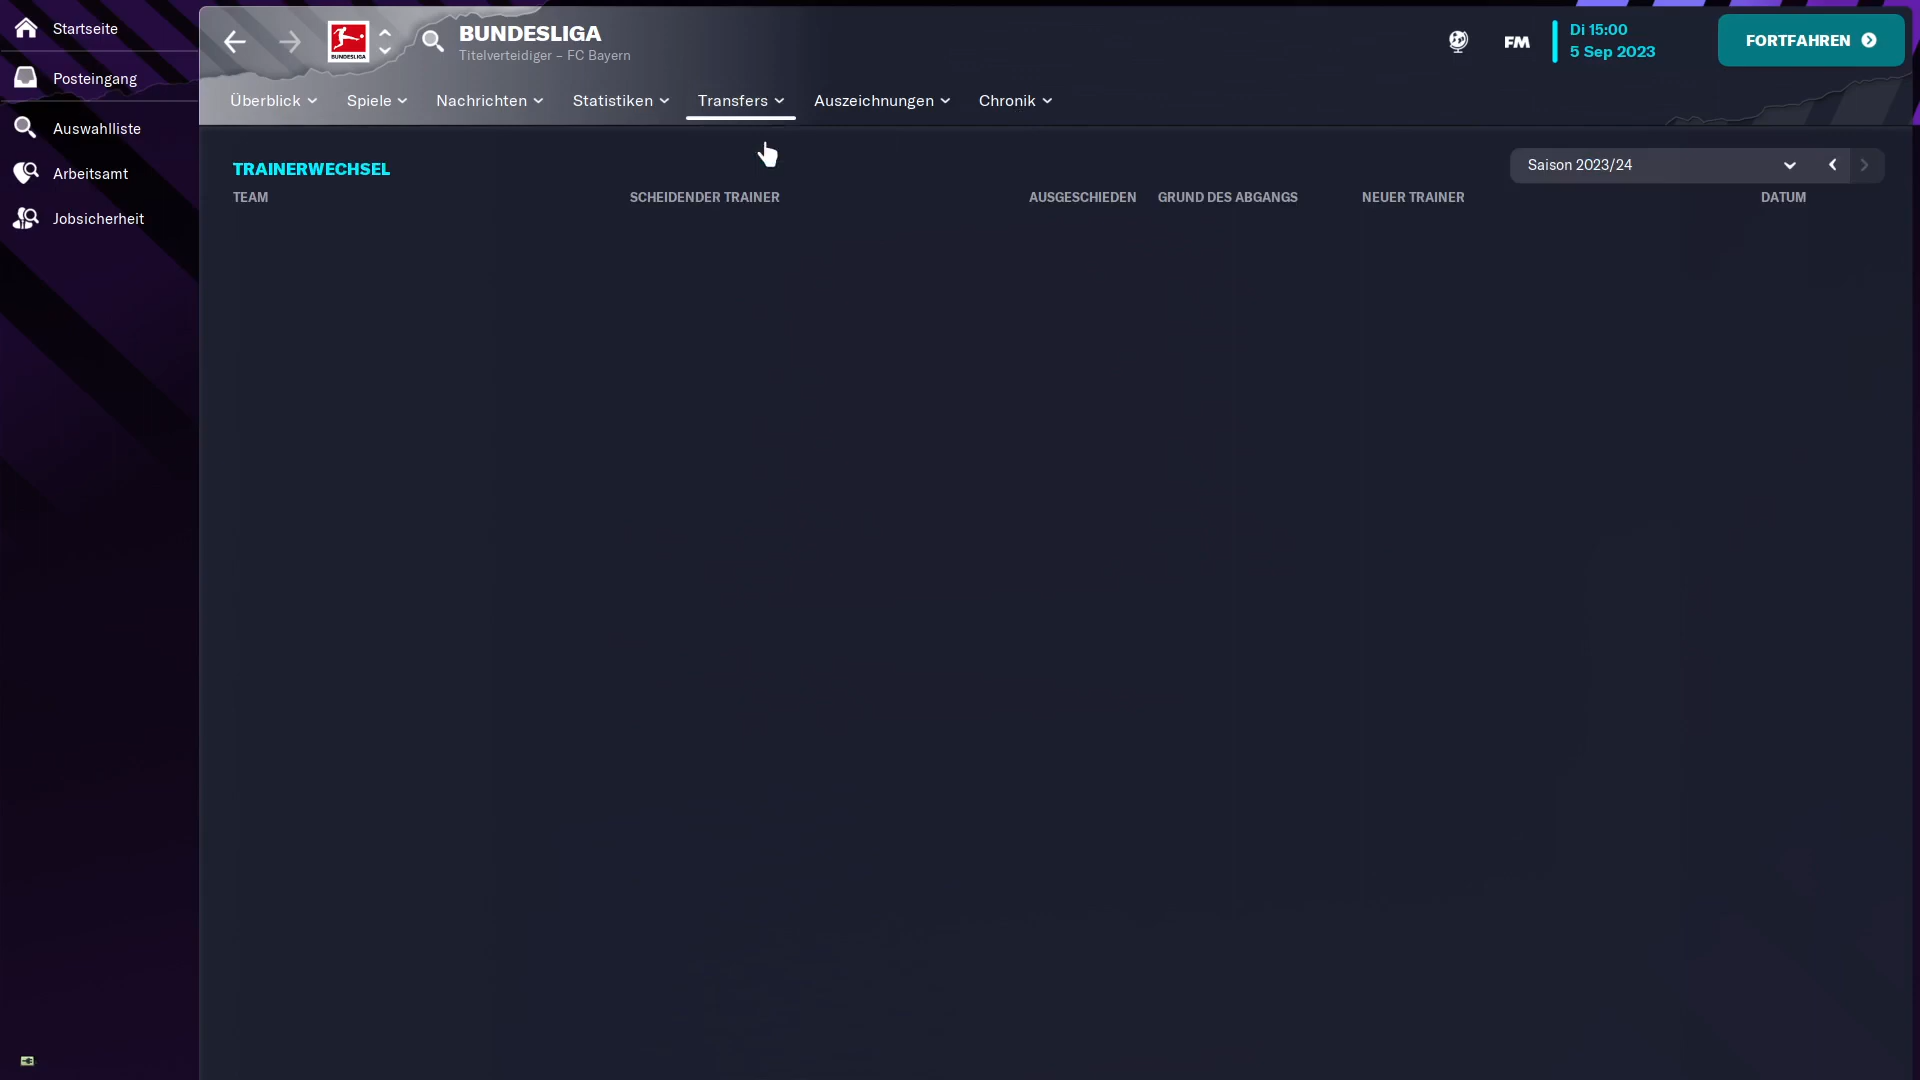 Startseite
Posteingang
Auswahlliste
Arbeitsamt
Jobsicherheit
BUNDESLIGA
BUNDESLIGA
Titelverteidiger – FC Bayern
FM
Di 15:00
5 Sep 2023
FORTFAHREN
Überblick
Spiele
Nachrichten
Statistiken
Transfers
Auszeichnungen
Chronik
TRAINERWECHSEL
Saison 2023/24
TEAM
SCHEIDENDER TRAINER
AUSGESCHIEDEN
GRUND DES ABGANGS
NEUER TRAINER
DATUM